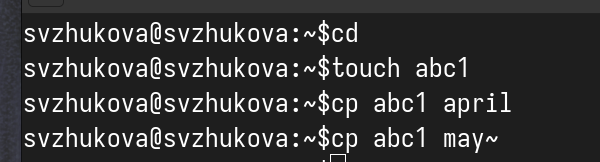 svzhukova@svzhukova:~$cd
svzhukova@svzhukova:~$touch abc1
svzhukova@svzhukova:~$cp abc1 april
svzhukova@svzhukova:~$cp abc1 may~